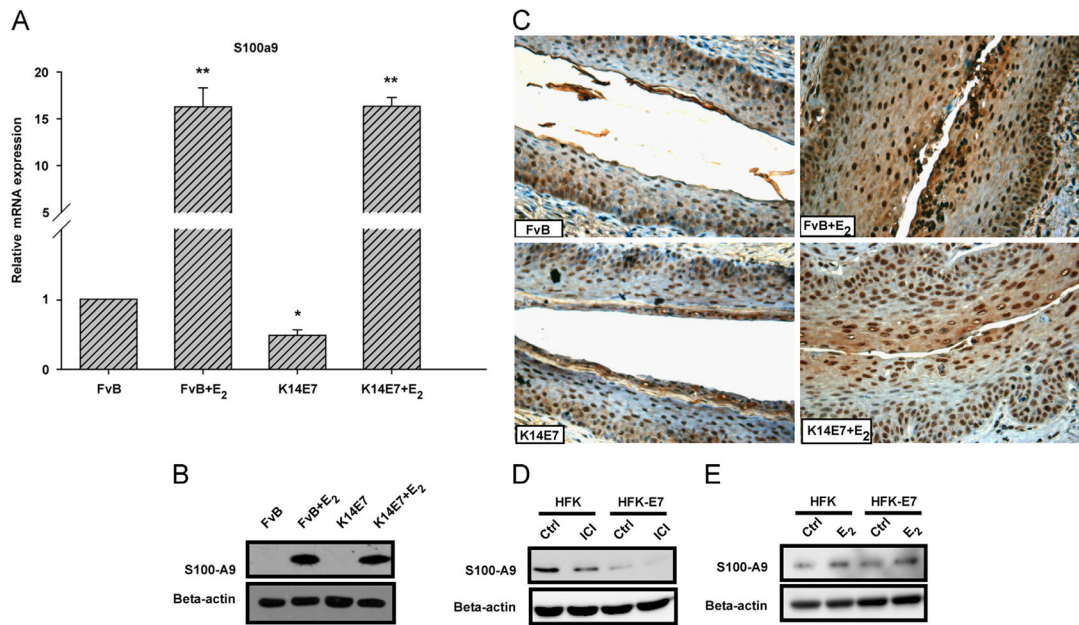 A
S100a9
**
**
*
20
15
10
5
1
0
Relative mRNA expression
FvB
FvB+E₂
K14E7
K14E7+E₂
C
FvB
FvB+E₂
K14E7
K14E7+E₂
B
FvB
FvB+E₂
K14E7
K14E7+E₂
S100-A9
Beta-actin
D
HFK HFK-E7
Ctrl ICI Ctrl ICI
S100-A9
Beta-actin
E
HFK HFK-E7
Ctrl E₂ Ctrl E₂
S100-A9
Beta-actin